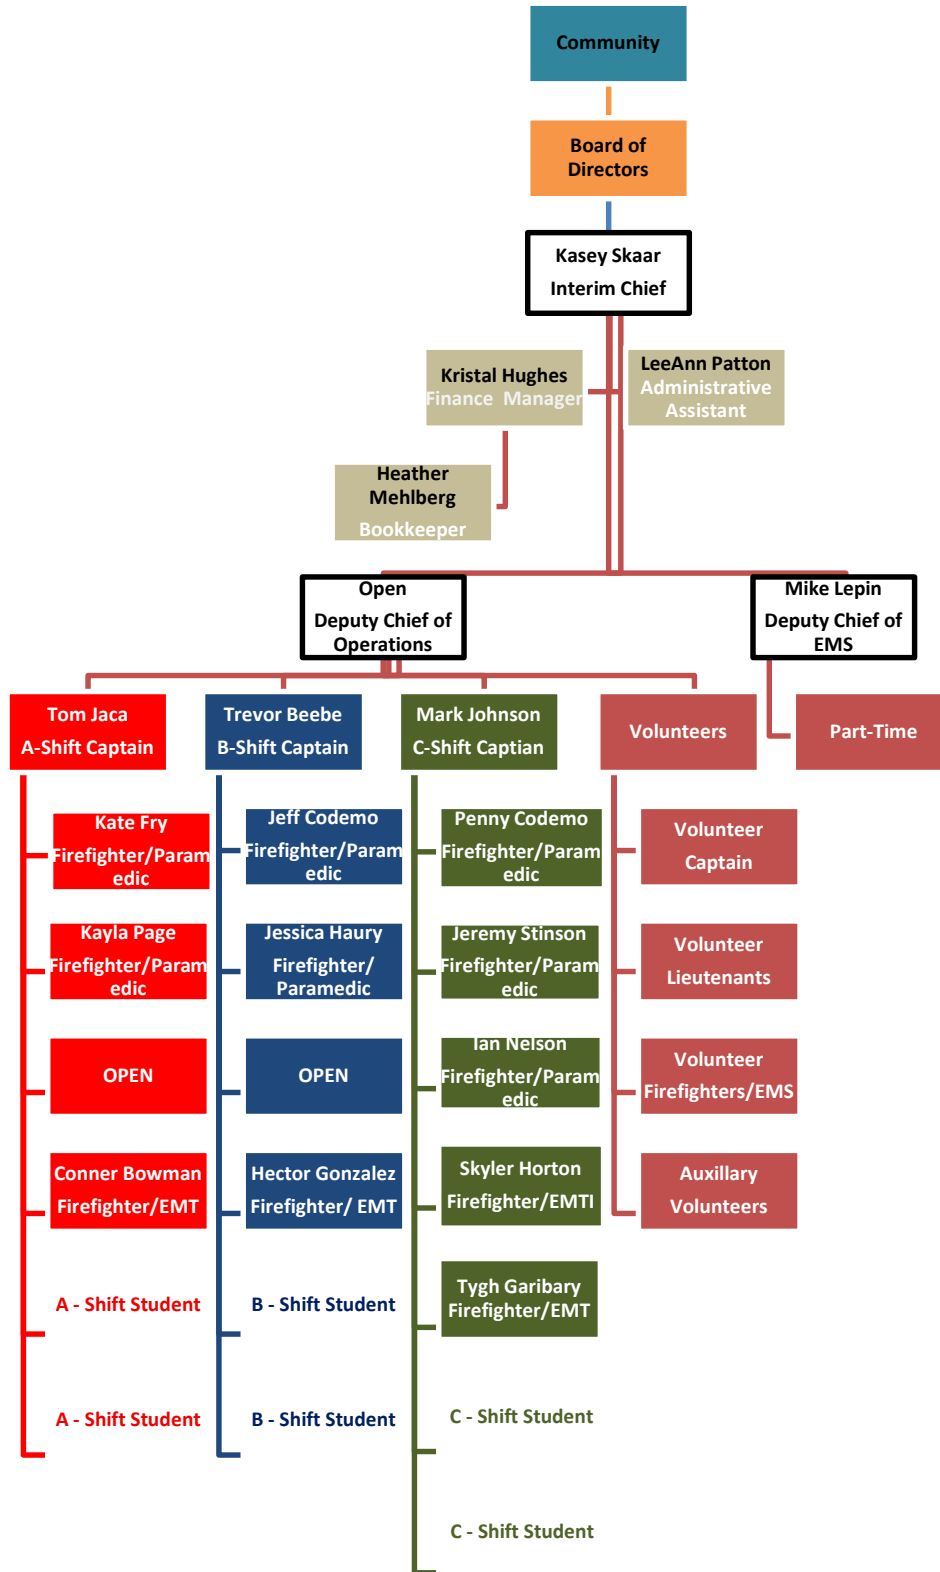 Community
Board of
Directors
Kasey Skaar
Interim Chief
Kristal Hughes
Finance  Manager
LeeAnn Patton
Administrative
Assistant
Heather
Mehlberg
Bookkeeper
Open
Deputy Chief of
Operations
Mike Lepin
Deputy Chief of
EMS
Tom Jaca
A-Shift Captain
Trevor Beebe
B-Shift Captain
Mark Johnson
C-Shift Captian
Volunteers
Part-Time
Kate Fry
Firefighter/Param
edic
Jeff Codemo
Firefighter/Param
edic
Penny Codemo
Firefighter/Param
edic
Volunteer
Captain
Kayla Page
Firefighter/Param
edic
Jessica Haury
Firefighter/
Paramedic
Jeremy Stinson
Firefighter/Param
edic
Volunteer
Lieutenants
OPEN
OPEN
Ian Nelson
Firefighter/Param
edic
Volunteer
Firefighters/EMS
Conner Bowman
Firefighter/EMT
Hector Gonzalez
Firefighter/ EMT
Skyler Horton
Firefighter/EMTI
Auxillary
Volunteers
A - Shift Student
B - Shift Student
Tygh Garibary
Firefighter/EMT
A - Shift Student
B - Shift Student
C - Shift Student
C - Shift Student